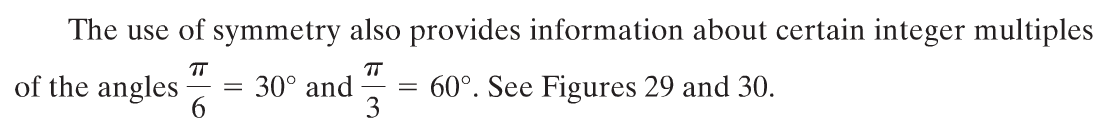 The use of symmetry also provides information about certain integer multiples
of the angles π/6 = 30° and π/3 = 60°. See Figures 29 and 30.